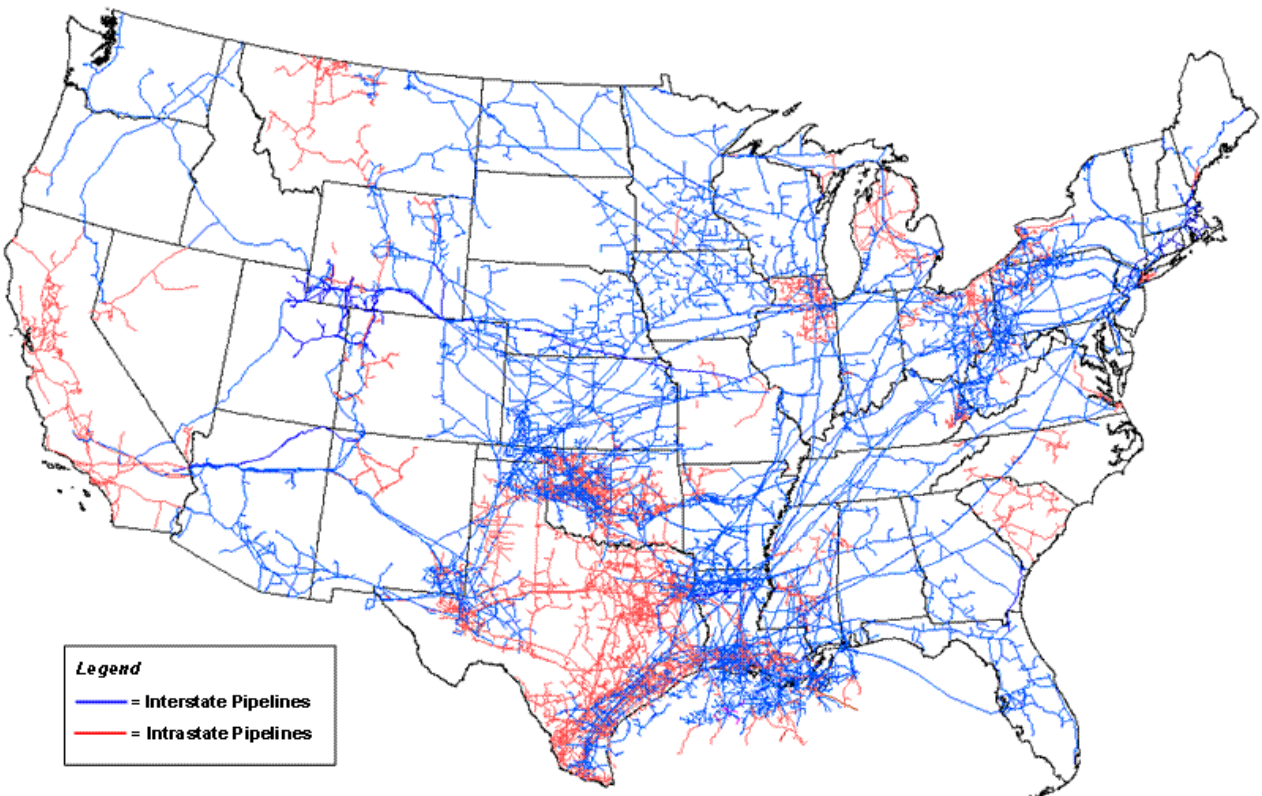 Legend
= Interstate Pipelines
= Intrastate Pipelines